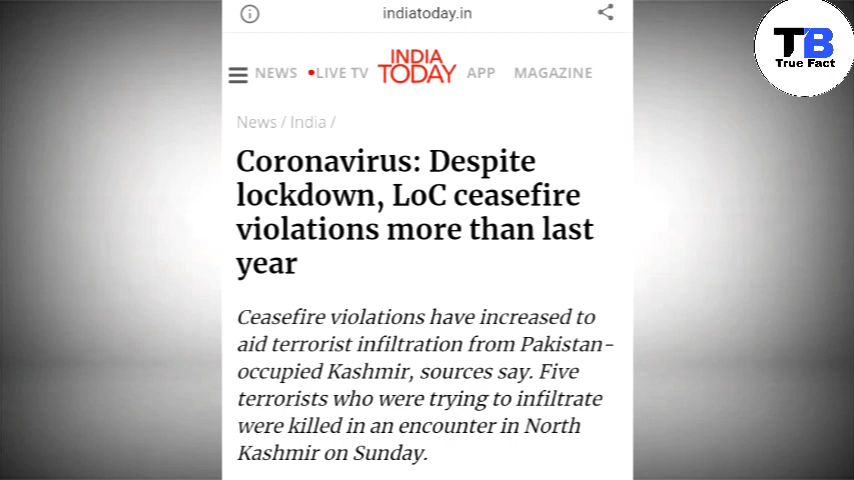 indiatoday.in
TB
True Fact
NEWS LIVE TV INDIA TODAY APP MAGAZINE
News / India /
Coronavirus: Despite
lockdown, LoC ceasefire
violations more than last
year
Ceasefire violations have increased to
aid terrorist infiltration from Pakistan-
occupied Kashmir, sources say. Five
terrorists who were trying to infiltrate
were killed in an encounter in North
Kashmir on Sunday.